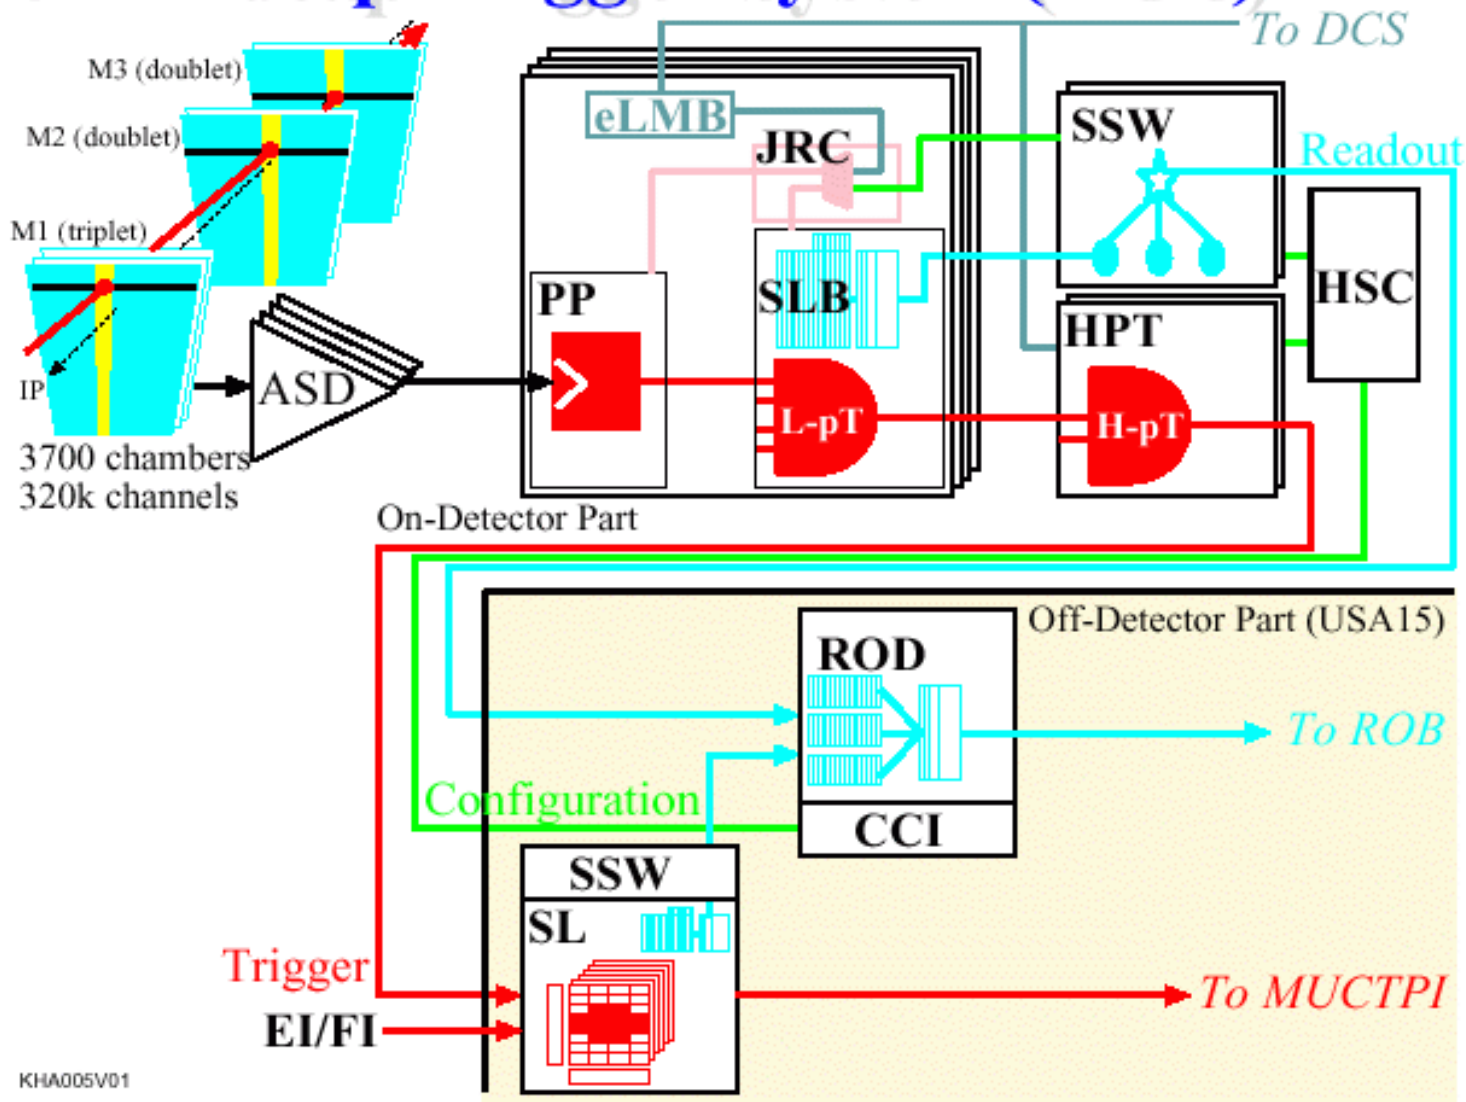 To DCS
M3 (doublet)
eLMB
SSW
M2 (doublet)
JRC
Readout
M1 (triplet)
PP
SLB
HSC
HPT
IP
ASD
L-pT
H-pT
3700 chambers
320k channels
On-Detector Part
Off-Detector Part (USA15)
ROD
To ROB
Configuration
CCI
SSW
SL
Trigger
To MUCTPI
EI/FI
KHA005V01